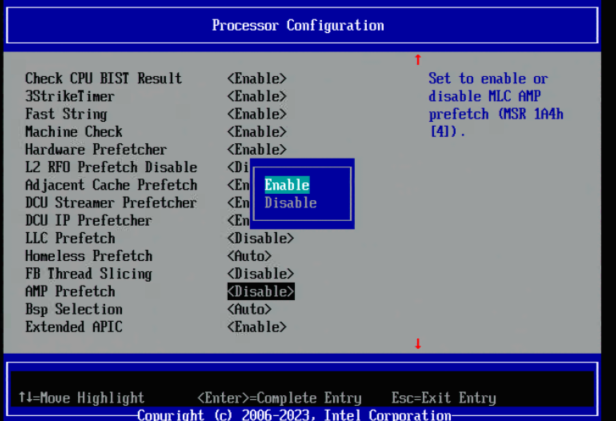 Processor Configuration
↑
Check CPU BIST Result <Enable> Set to enable or
3StrikeTimer <Enable> disable MLC AMP
Fast String <Enable> prefetch (MSR 1A4h
Machine Check <Enable> [4]).
Hardware Prefetcher <Enable>
L2 RFO Prefetch Disable <Di
Adjacent Cache Prefetch <En Enable
DCU Streamer Prefetcher <En Disable
DCU IP Prefetcher <En
LLC Prefetch <Disable>
Homeless Prefetch <Auto>
FB Thread Slicing <Disable>
AMP Prefetch <Disable>
Bsp Selection <Auto>
Extended APIC <Enable>
↓
↑↓=Move Highlight <Enter>=Complete Entry Esc=Exit Entry
Copyright (c) 2006-2023, Intel Corporation